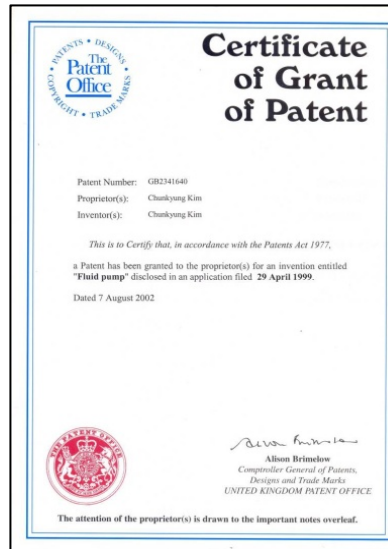 PATENTS • DESIGNS • COPYRIGHT • TRADE MARKS •
The
Patent
Office
Certificate
of Grant
of Patent
Patent Number: GB2341640
Proprietor(s): Chunkyung Kim
Inventor(s): Chunkyung Kim
This is to Certify that, in accordance with the Patents Act 1977,
a Patent has been granted to the proprietor(s) for an invention entitled
"Fluid pump" disclosed in an application filed 29 April 1999.
Dated 7 August 2002
THE PATENT OFFICE
Alison Brimelow
Alison Brimelow
Comptroller General of Patents,
Designs and Trade Marks
UNITED KINGDOM PATENT OFFICE
The attention of the proprietor(s) is drawn to the important notes overleaf.